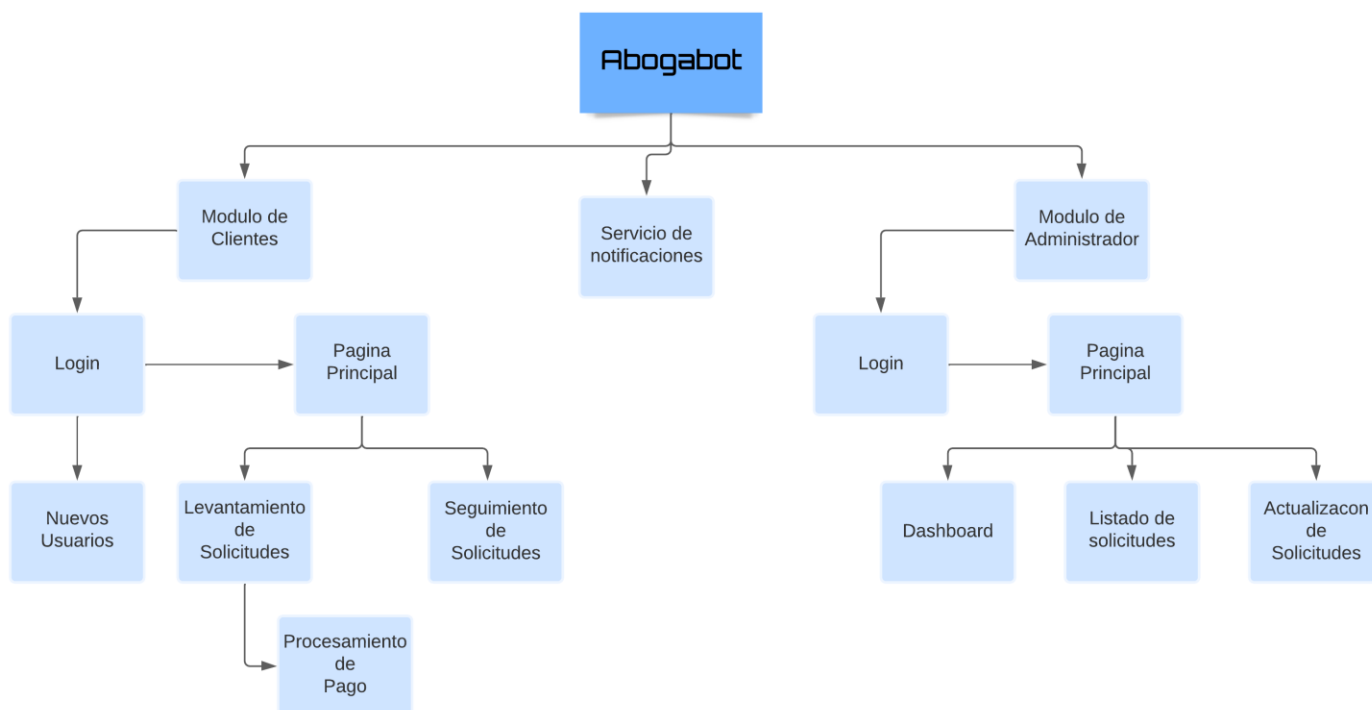 Abogabot
Modulo de
Clientes
Servicio de
notificaciones
Modulo de
Administrador
Login
Pagina
Principal
Login
Pagina
Principal
Nuevos
Usuarios
Levantamiento
de
Solicitudes
Seguimiento
de
Solicitudes
Dashboard
Listado de
solicitudes
Actualizacon
de
Solicitudes
Procesamiento
de
Pago